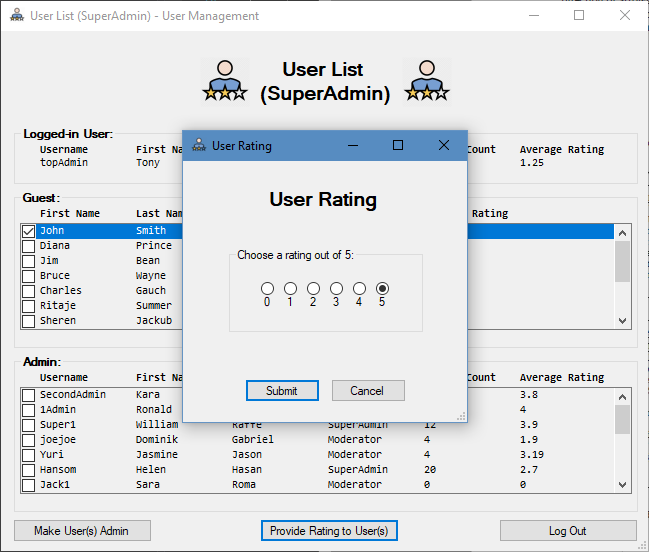 User List (SuperAdmin) - User Management
User List
(SuperAdmin)
Logged-in User:
Username First Na Count Average Rating
topAdmin Tony 1.25
Guest:
First Name Last Nam Rating
John Smith
Diana Prince
Jim Bean
Bruce Wayne
Charles Gauch
Ritaje Summer
Sheren Jackub
User Rating
User Rating
Choose a rating out of 5:
0 1 2 3 4 5
Submit Cancel
Admin:
Username First Na Count Average Rating
SecondAdmin Kara 3.8
1Admin Ronald 4
Super1 William Raffe SuperAdmin 12 3.9
joejoe Dominik Gabriel Moderator 4 1.9
Yuri Jasmine Jason Moderator 4 3.19
Hansom Helen Hasan SuperAdmin 20 2.7
Jack1 Sara Roma Moderator 0 0
Make User(s) Admin Provide Rating to User(s) Log Out